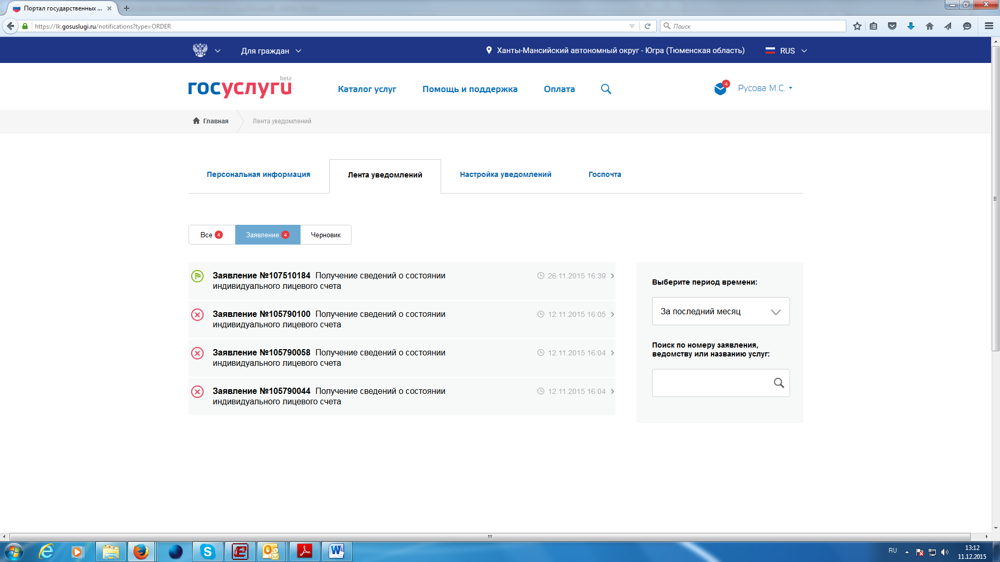 Портал государственных ...
https://lk.gosuslugi.ru/notifications?type=ORDER
Поиск
Для граждан
Ханты-Мансийский автономный округ - Югра (Тюменская область)
RUS
госуслуги
beta
Каталог услуг
Помощь и поддержка
Оплата
4
Русова М.С.
Главная
Лента уведомлений
Персональная информация
Лента уведомлений
Настройка уведомлений
Госпочта
Все 4
Заявление 4
Черновик
Заявление №107510184 Получение сведений о состоянии
индивидуального лицевого счета
26.11.2015 16:39
Заявление №105790100 Получение сведений о состоянии
индивидуального лицевого счета
12.11.2015 16:05
Заявление №105790058 Получение сведений о состоянии
индивидуального лицевого счета
12.11.2015 16:04
Заявление №105790044 Получение сведений о состоянии
индивидуального лицевого счета
12.11.2015 16:04
Выберите период времени:
За последний месяц
Поиск по номеру заявления,
ведомству или названию услуг:
RU
13:12
11.12.2015